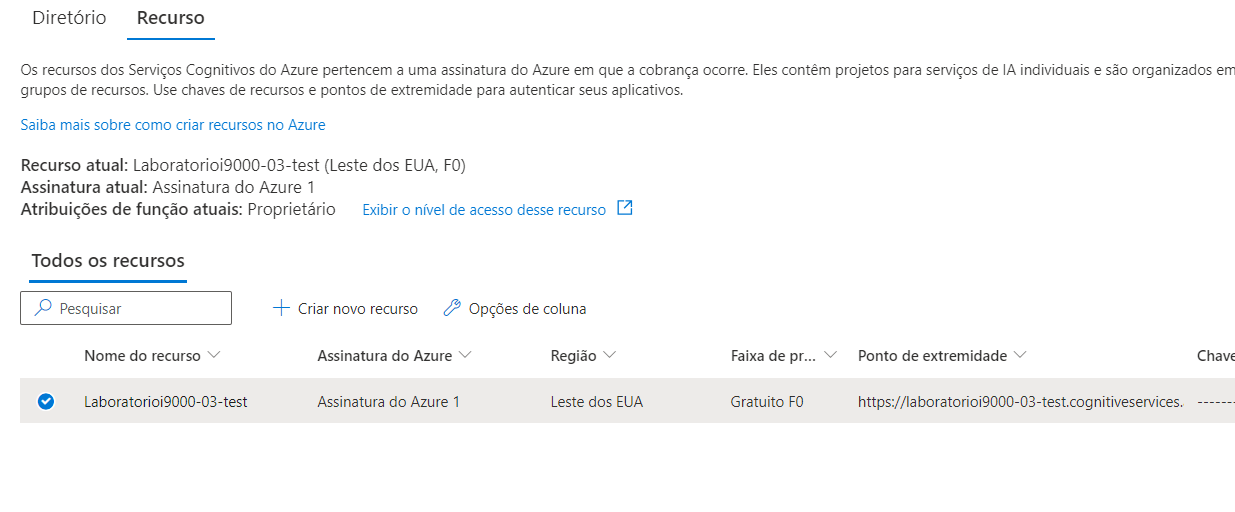 Diretório Recurso
Os recursos dos Serviços Cognitivos do Azure pertencem a uma assinatura do Azure em que a cobrança ocorre. Eles contêm projetos para serviços de IA individuais e são organizados em
grupos de recursos. Use chaves de recursos e pontos de extremidade para autenticar seus aplicativos.
Saiba mais sobre como criar recursos no Azure
Recurso atual: Laboratorioi9000-03-test (Leste dos EUA, F0)
Assinatura atual: Assinatura do Azure 1
Atribuições de função atuais: Proprietário Exibir o nível de acesso desse recurso
Todos os recursos
Pesquisar Criar novo recurso Opções de coluna
Nome do recurso Assinatura do Azure Região Faixa de pr... Ponto de extremidade Chave
Laboratorioi9000-03-test Assinatura do Azure 1 Leste dos EUA Gratuito F0 https://laboratorioi9000-03-test.cognitiveservices. -------